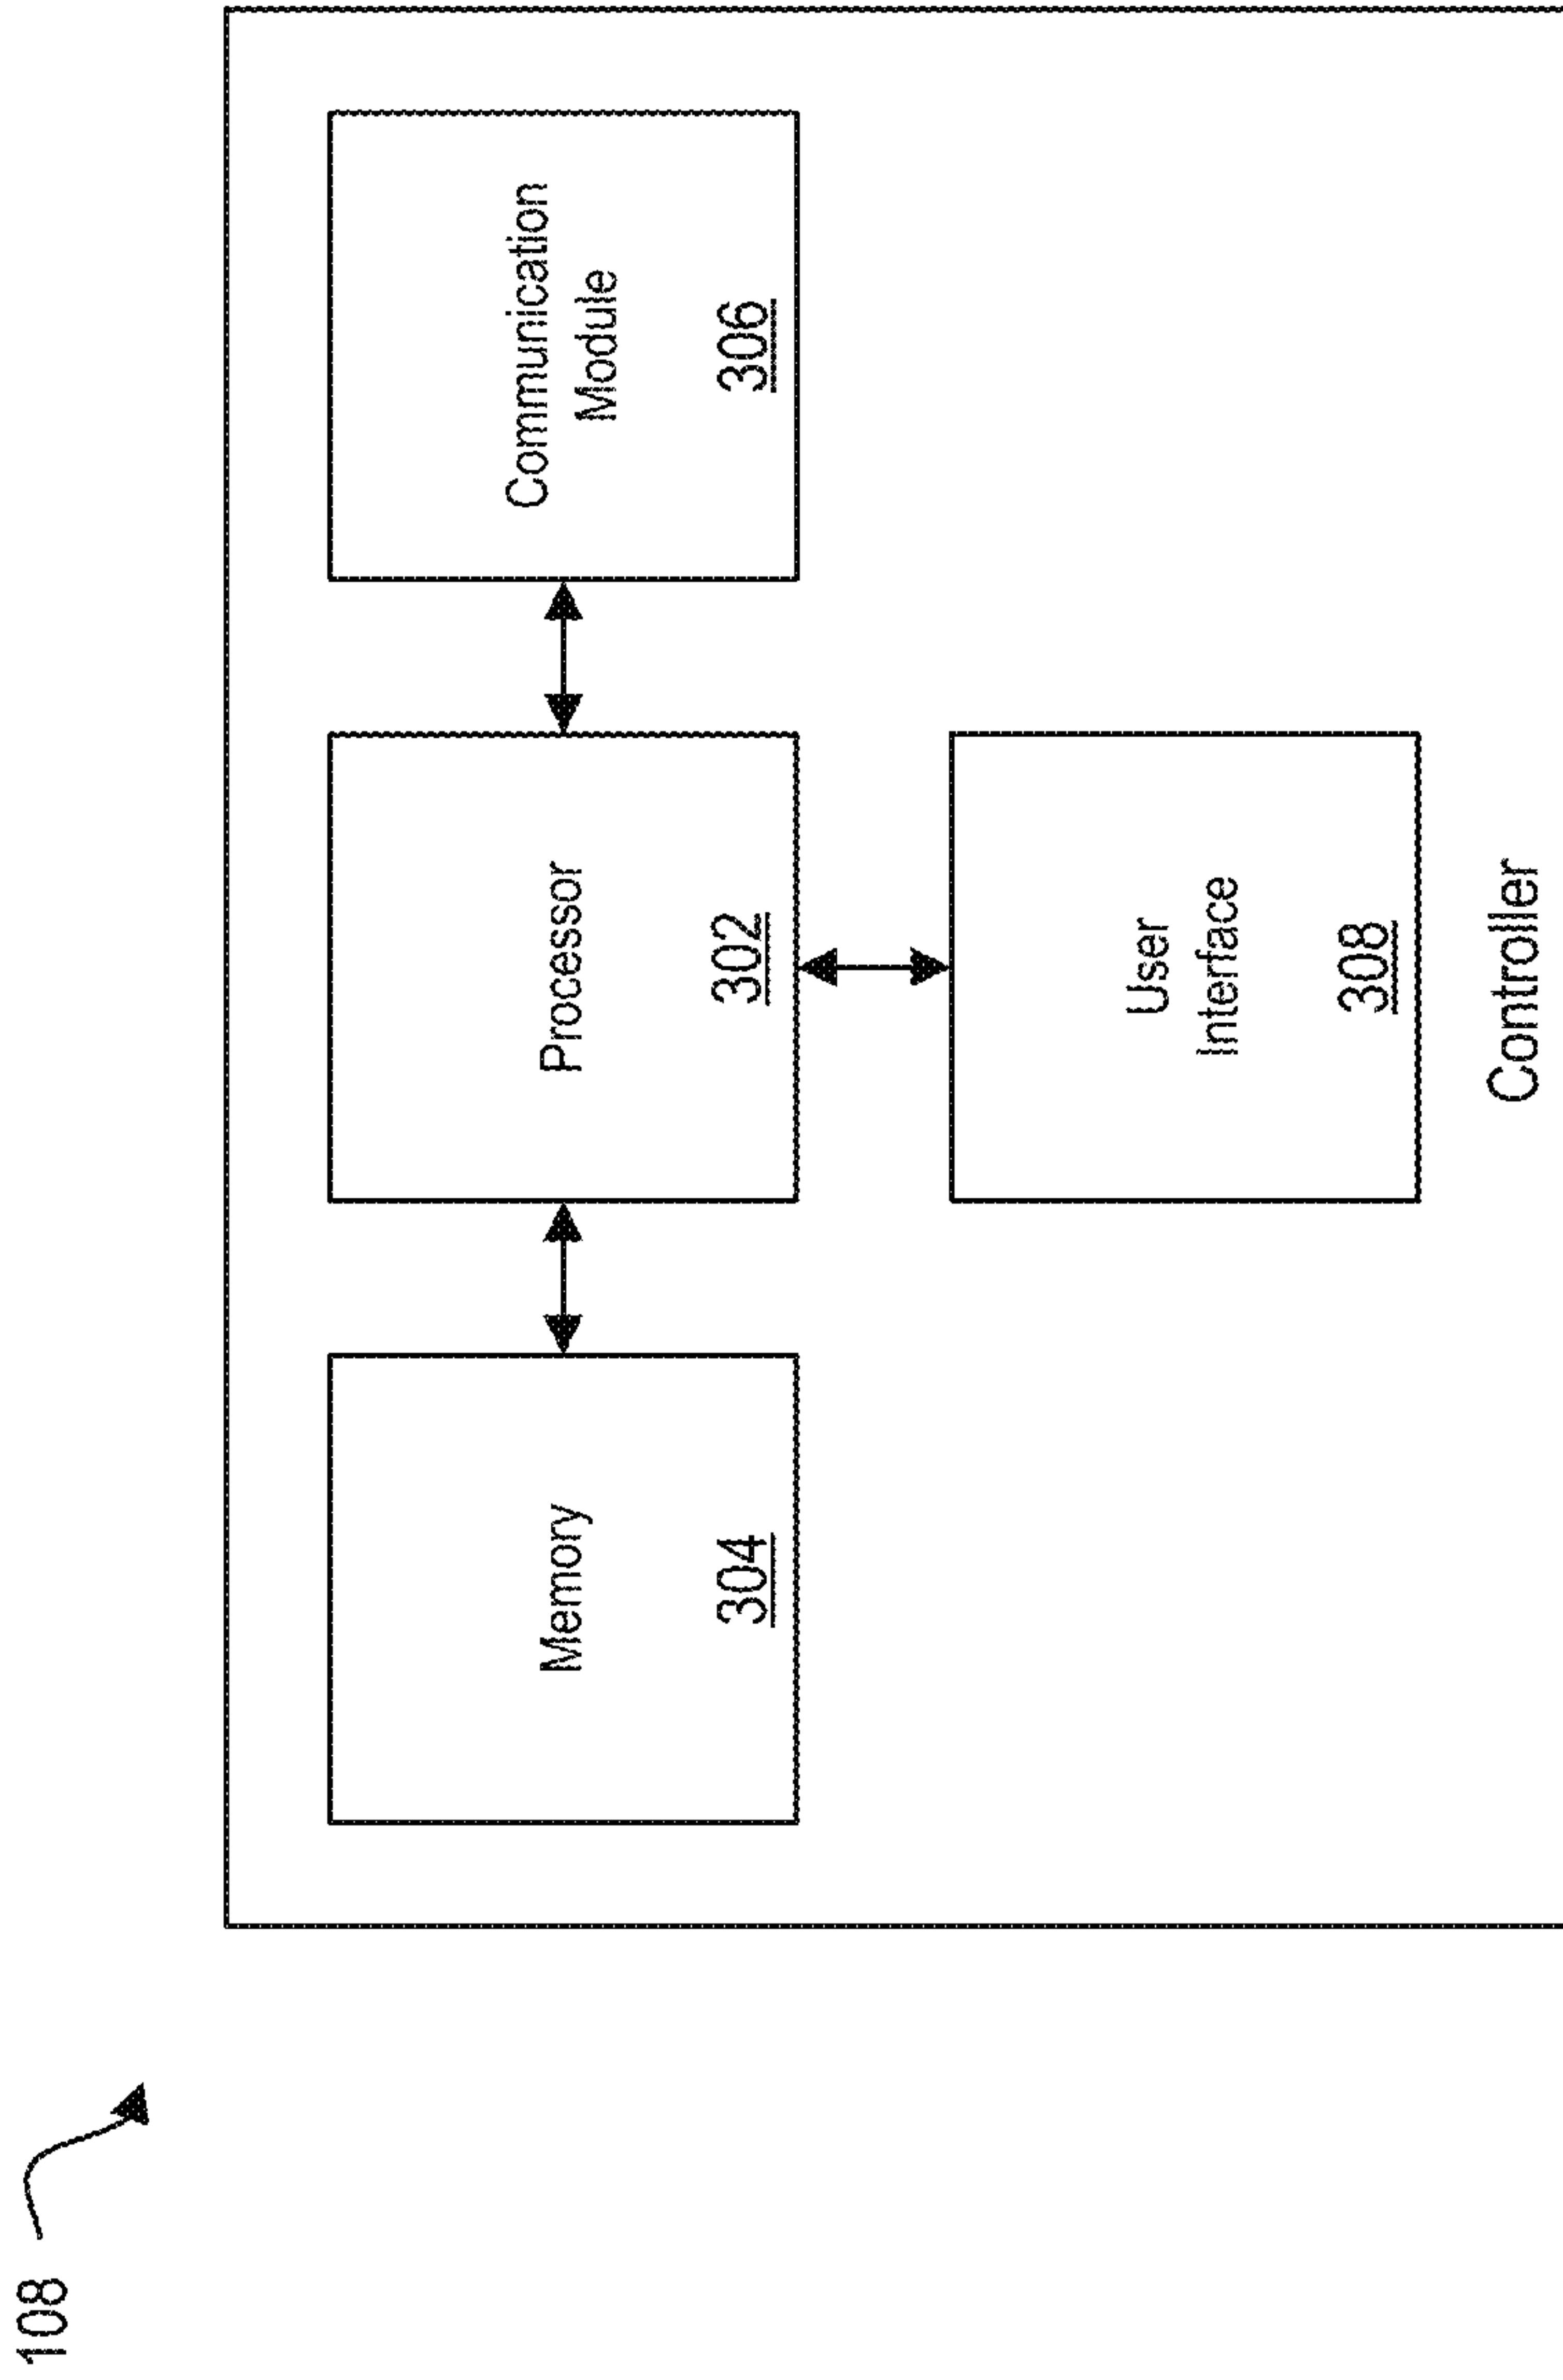 108
Memory
304
Processor
302
Communication
Module
306
User
Interface
308
Controller